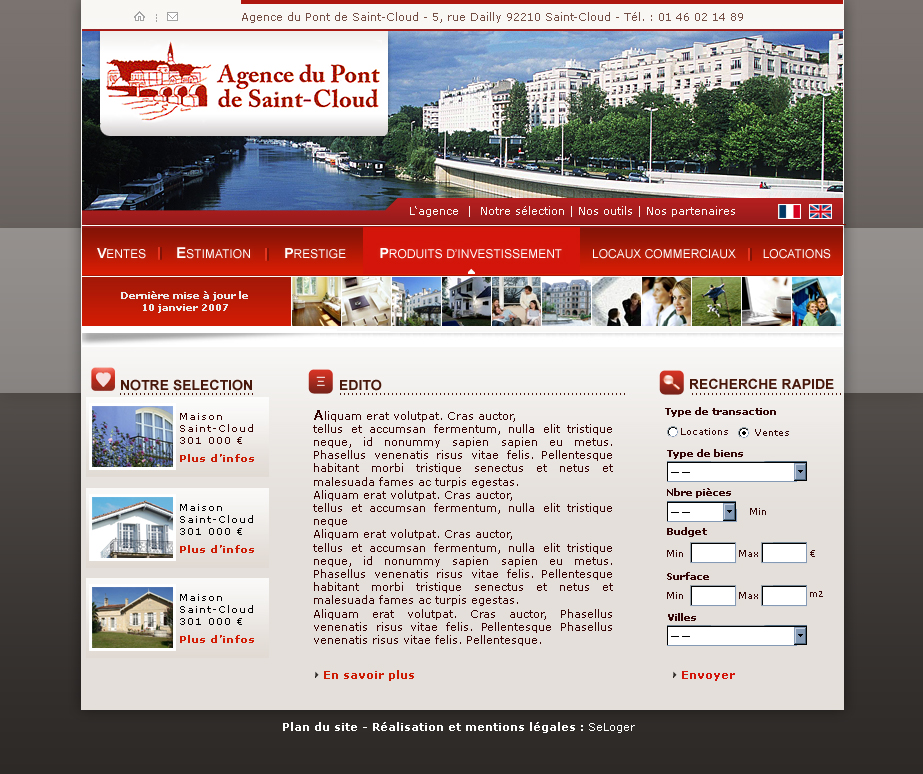 Agence du Pont de Saint-Cloud - 5, rue Dailly 92210 Saint-Cloud - Tél. : 01 46 02 14 89
Agence du Pont
de Saint-Cloud
L'agence | Notre sélection | Nos outils | Nos partenaires
VENTES | ESTIMATION | PRESTIGE PRODUITS D'INVESTISSEMENT LOCAUX COMMERCIAUX | LOCATIONS
Dernière mise à jour le
10 janvier 2007
NOTRE SELECTION
Maison
Saint-Cloud
301 000 €
Plus d'infos
Maison
Saint-Cloud
301 000 €
Plus d'infos
Maison
Saint-Cloud
301 000 €
Plus d'infos
EDITO
Aliquam erat volutpat. Cras auctor,
tellus et accumsan fermentum, nulla elit tristique
neque, id nonummy sapien sapien eu metus.
Phasellus venenatis risus vitae felis. Pellentesque
habitant morbi tristique senectus et netus et
malesuada fames ac turpis egestas.
Aliquam erat volutpat. Cras auctor,
tellus et accumsan fermentum, nulla elit tristique
neque
Aliquam erat volutpat. Cras auctor,
tellus et accumsan fermentum, nulla elit tristique
neque, id nonummy sapien sapien eu metus.
Phasellus venenatis risus vitae felis. Pellentesque
habitant morbi tristique senectus et netus et
malesuada fames ac turpis egestas.
Aliquam erat volutpat. Cras auctor, Phasellus
venenatis risus vitae felis. Pellentesque Phasellus
venenatis risus vitae felis. Pellentesque.
En savoir plus
RECHERCHE RAPIDE
Type de transaction
Locations Ventes
Type de biens
--
Nbre pièces
-- Min
Budget
Min Max €
Surface
Min Max m2
Villes
--
Envoyer
Plan du site - Réalisation et mentions légales : SeLoger